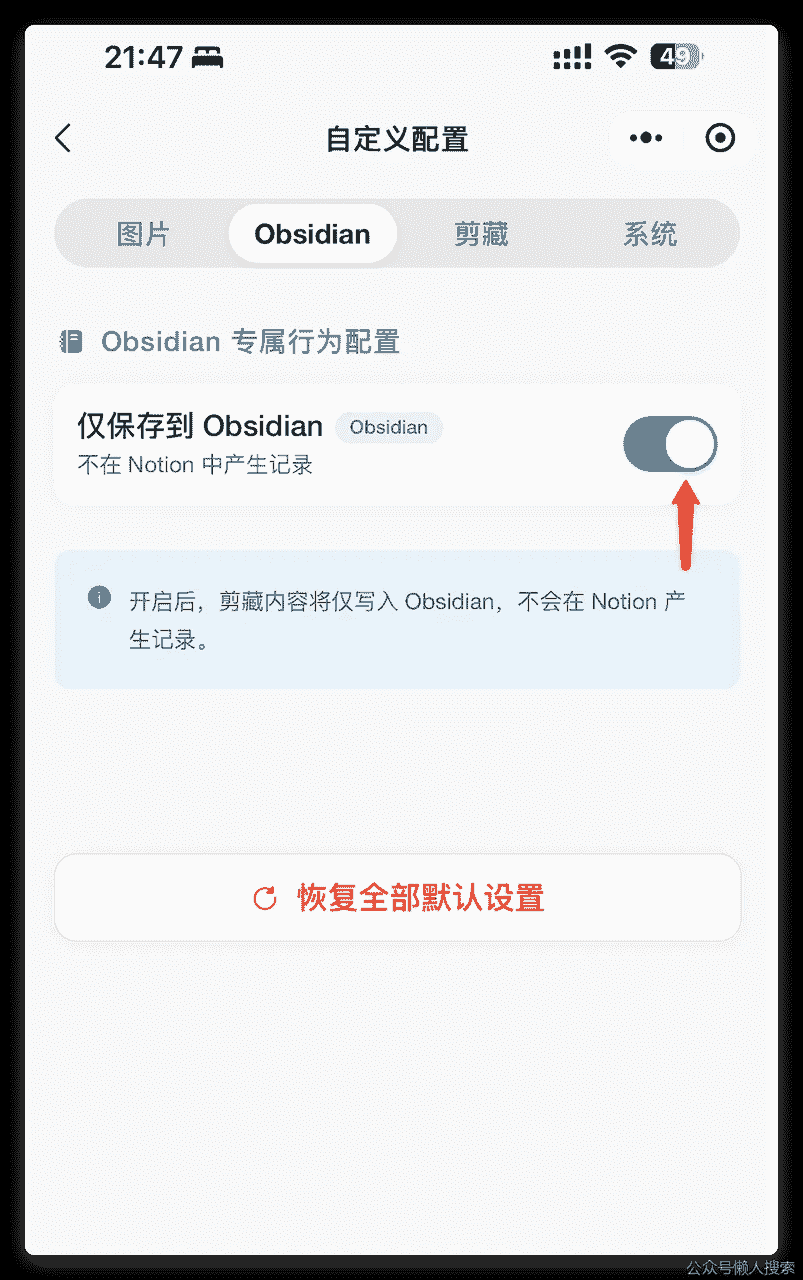 21:47
49
自定义配置
图片 Obsidian 剪藏 系统
Obsidian 专属行为配置
仅保存到 Obsidian Obsidian
不在 Notion 中产生记录
开启后，剪藏内容将仅写入 Obsidian，不会在 Notion 产
生记录。
恢复全部默认设置
公众号懒人搜索